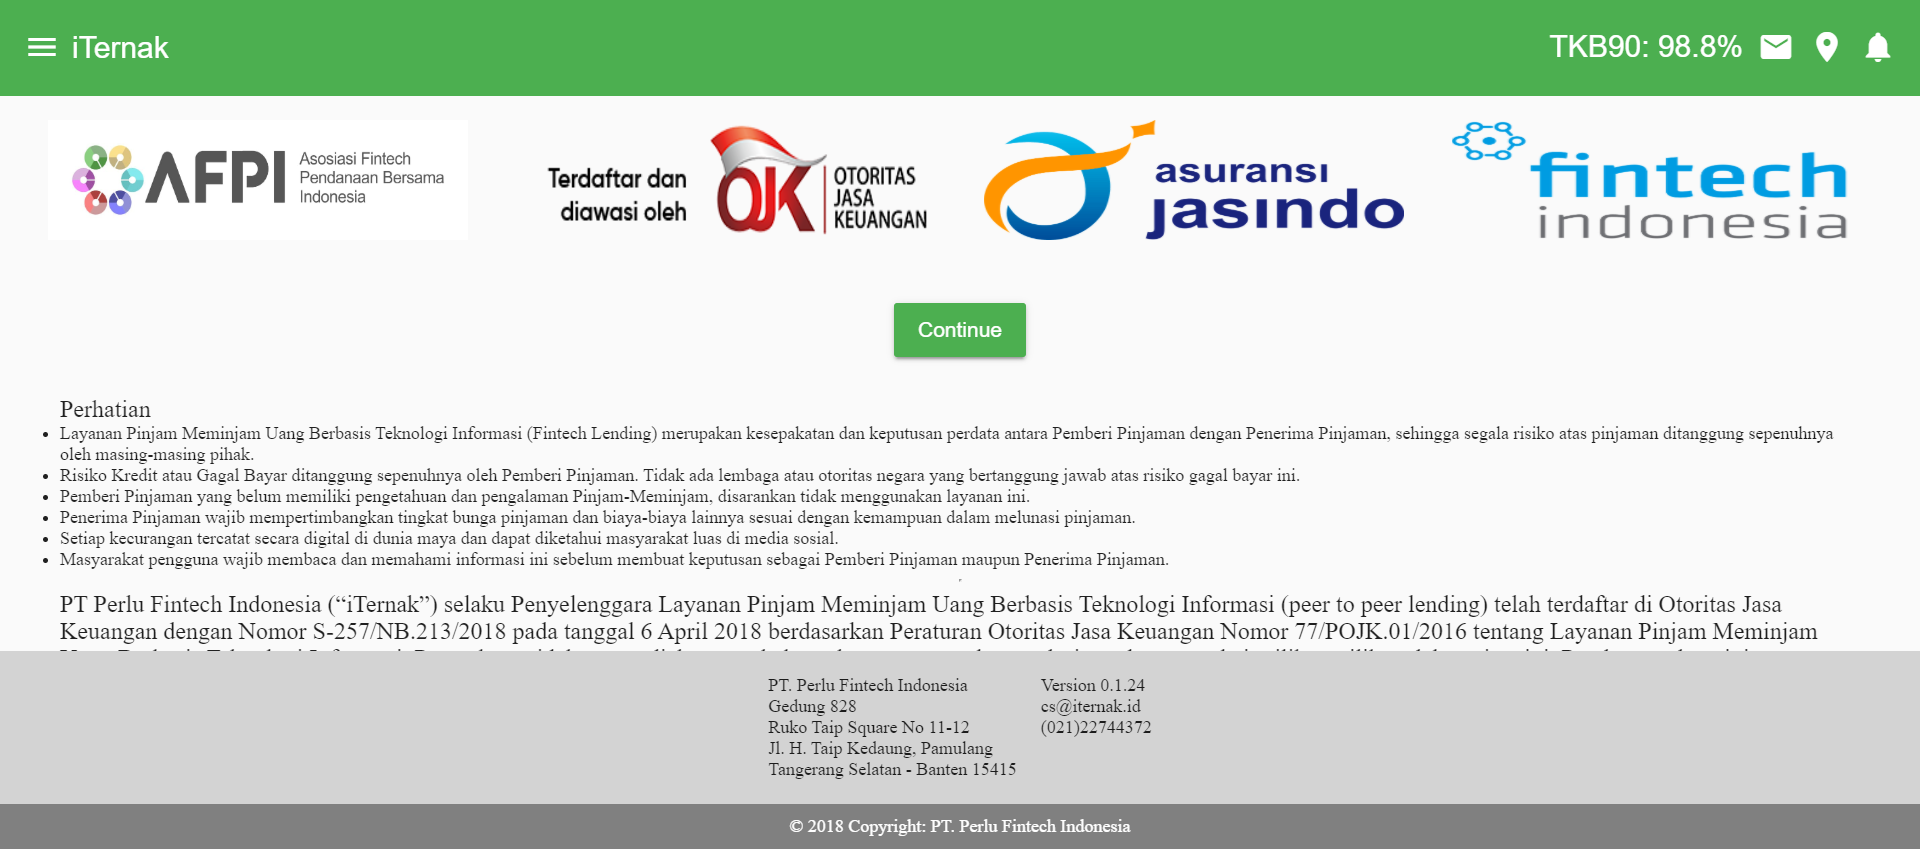 iTernak
TKB90: 98.8%
AFPI
Asosiasi Fintech
Pendanaan Bersama
Indonesia
Terdaftar dan
diawasi oleh
OJK
OTORITAS
JASA
KEUANGAN
asuransi
jasindo
fintech
indonesia
Continue
Perhatian
Layanan Pinjam Meminjam Uang Berbasis Teknologi Informasi (Fintech Lending) merupakan kesepakatan dan keputusan perdata antara Pemberi Pinjaman dengan Penerima Pinjaman, sehingga segala risiko atas pinjaman ditanggung sepenuhnya
oleh masing-masing pihak.
Risiko Kredit atau Gagal Bayar ditanggung sepenuhnya oleh Pemberi Pinjaman. Tidak ada lembaga atau otoritas negara yang bertanggung jawab atas risiko gagal bayar ini.
Pemberi Pinjaman yang belum memiliki pengetahuan dan pengalaman Pinjam-Meminjam, disarankan tidak menggunakan layanan ini.
Penerima Pinjaman wajib mempertimbangkan tingkat bunga pinjaman dan biaya-biaya lainnya sesuai dengan kemampuan dalam melunasi pinjaman.
Setiap kecurangan tercatat secara digital di dunia maya dan dapat diketahui masyarakat luas di media sosial.
Masyarakat pengguna wajib membaca dan memahami informasi ini sebelum membuat keputusan sebagai Pemberi Pinjaman maupun Penerima Pinjaman.
PT Perlu Fintech Indonesia (“iTernak”) selaku Penyelenggara Layanan Pinjam Meminjam Uang Berbasis Teknologi Informasi (peer to peer lending) telah terdaftar di Otoritas Jasa
Keuangan dengan Nomor S-257/NB.213/2018 pada tanggal 6 April 2018 berdasarkan Peraturan Otoritas Jasa Keuangan Nomor 77/POJK.01/2016 tentang Layanan Pinjam Meminjam
PT. Perlu Fintech Indonesia
Gedung 828
Ruko Taip Square No 11-12
Jl. H. Taip Kedaung, Pamulang
Tangerang Selatan - Banten 15415
Version 0.1.24
cs@iternak.id
(021)22744372
© 2018 Copyright: PT. Perlu Fintech Indonesia